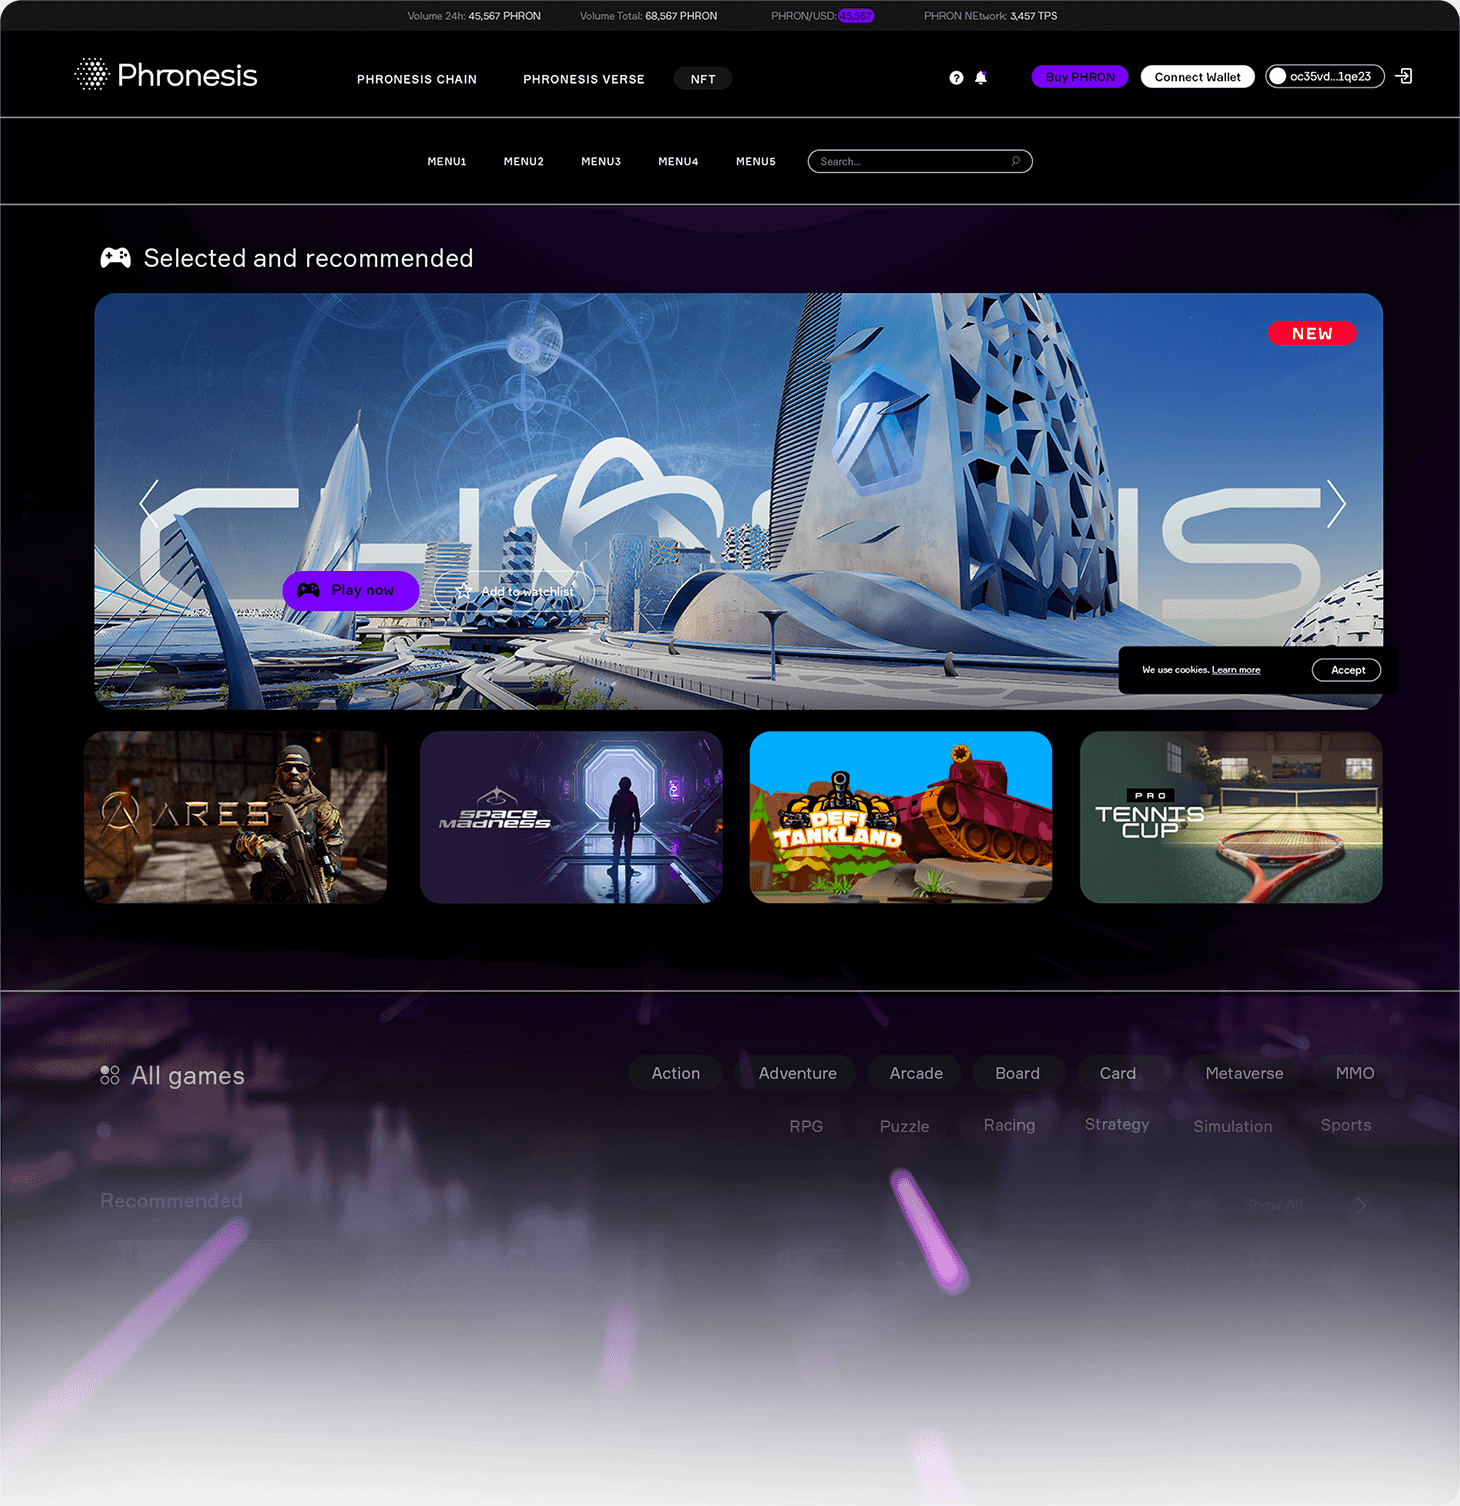 Volume 24h: 45,567 PHRON Volume Total: 68,567 PHRON PHRON/USD: 45,567 PHRON NEtwork: 3,457 TPS
Phronesis PHRONESIS CHAIN PHRONESIS VERSE NFT ? Buy PHRON Connect Wallet oc35vd...1qe23
MENU1 MENU2 MENU3 MENU4 MENU5 Search...
Selected and recommended
NEW
Play now Add to watchlist
We use cookies. Learn more Accept
ARES
SPACE
MADNESS
DEFI
TANKLAND
PRO
TENNIS
CUP
All games Action Adventure Arcade Board Card Metaverse MMO
RPG Puzzle Racing Strategy Simulation Sports
Recommended Show All